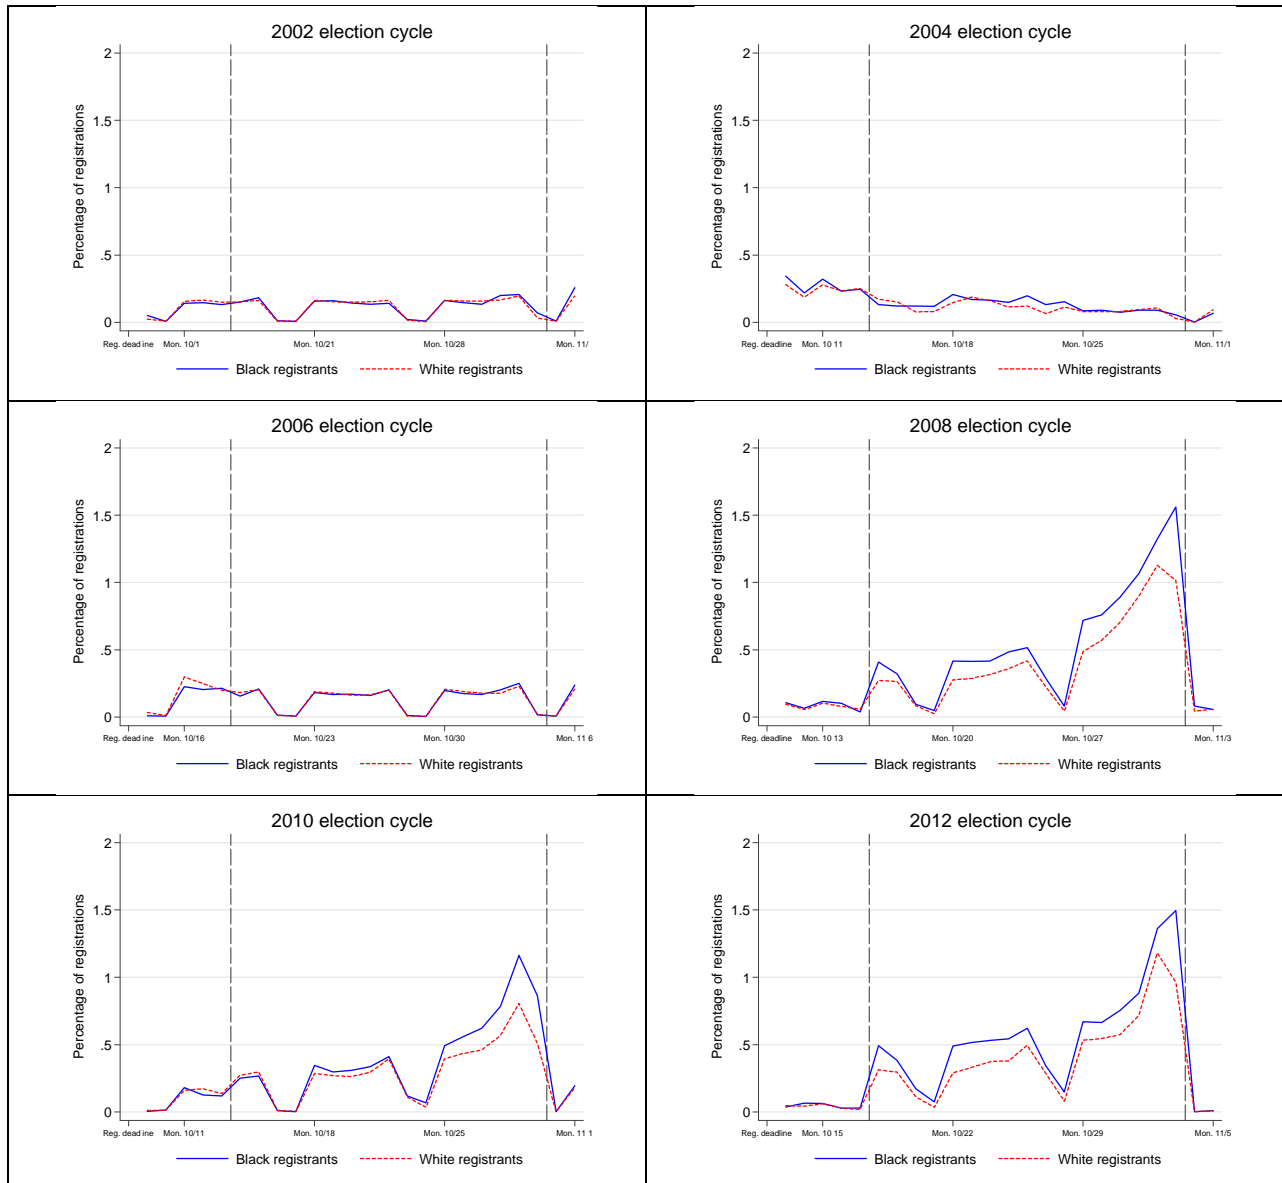 2002 election cycle
2
1.5
1
.5
0
Percentage of registrations
Reg. dead ine
Mon. 10/1
Mon. 10/21
Mon. 10/28
Mon. 11/
Black registrants
White registrants
2004 election cycle
2
1.5
1
.5
0
Percentage of registrations
Reg. deadline
Mon. 10 11
Mon. 10/18
Mon. 10/25
Mon. 11/1
Black registrants
White registrants
2006 election cycle
2
1.5
1
.5
0
Percentage of registrations
Reg. dead ine
Mon. 10/16
Mon. 10/23
Mon. 10/30
Mon. 11 6
Black registrants
White registrants
2008 election cycle
2
1.5
1
.5
0
Percentage of registrations
Reg. deadline
Mon. 10 13
Mon. 10/20
Mon. 10/27
Mon. 11/3
Black registrants
White registrants
2010 election cycle
2
1.5
1
.5
0
Percentage of registrations
Reg. dead ine
Mon. 10/11
Mon. 10/18
Mon. 10/25
Mon. 11 1
Black registrants
White registrants
2012 election cycle
2
1.5
1
.5
0
Percentage of registrations
Reg. deadline
Mon. 10 15
Mon. 10/22
Mon. 10/29
Mon. 11/5
Black registrants
White registrants